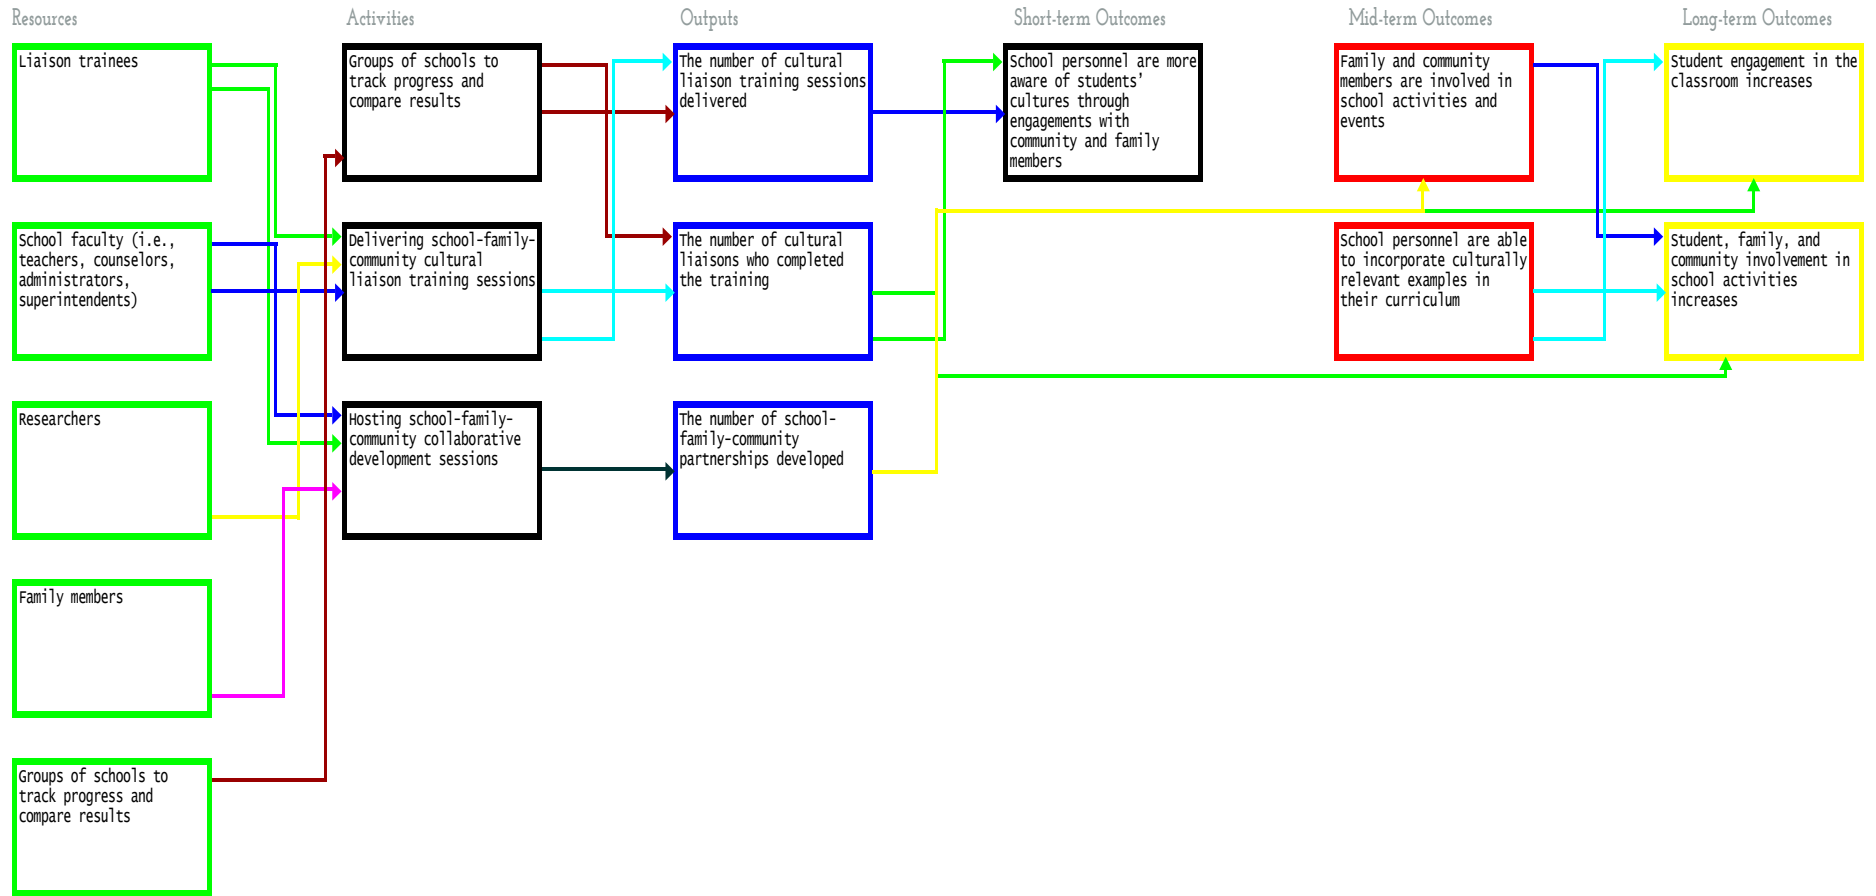 Resources
Activities
Outputs
Short-term Outcomes
Mid-term Outcomes
Long-term Outcomes
Liaison trainees
School faculty (i.e.,
teachers, counselors,
administrators,
superintendents)
Researchers
Family members
Groups of schools to
track progress and
compare results
Groups of schools to
track progress and
compare results
Delivering school-family-
community cultural
liaison training sessions
Hosting school-family-
community collaborative
development sessions
The number of cultural
liaison training sessions
delivered
The number of cultural
liaisons who completed
the training
The number of school-
family-community
partnerships developed
School personnel are more
aware of students’
cultures through
engagements with
community and family
members
Family and community
members are involved in
school activities and
events
School personnel are able
to incorporate culturally
relevant examples in
their curriculum
Student engagement in the
classroom increases
Student, family, and
community involvement in
school activities
increases